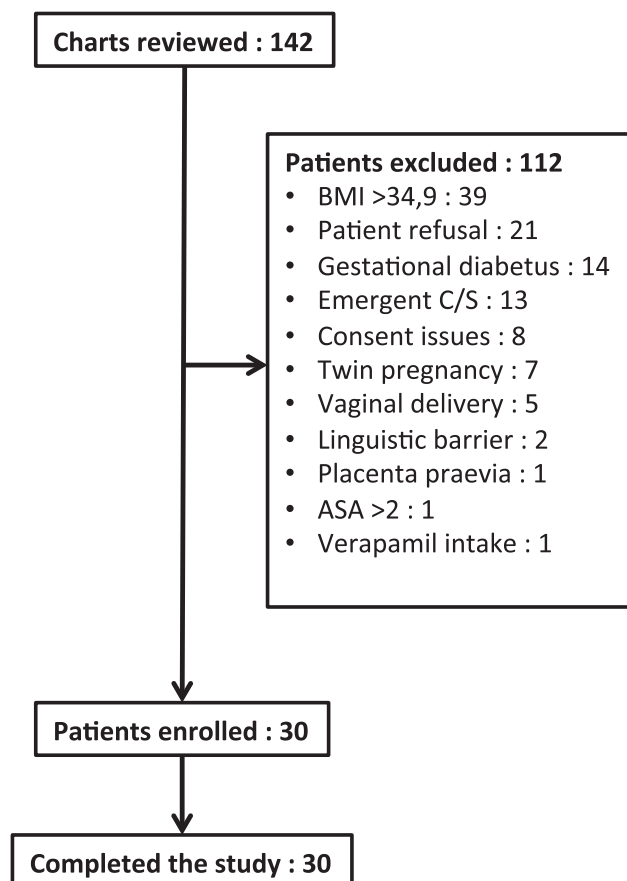 Charts reviewed : 142
Patients excluded : 112
• BMI >34,9 : 39
• Patient refusal : 21
• Gestational diabetus : 14
• Emergent C/S : 13
• Consent issues : 8
• Twin pregnancy : 7
• Vaginal delivery : 5
• Linguistic barrier : 2
• Placenta praevia : 1
• ASA >2 : 1
• Verapamil intake : 1
Patients enrolled : 30
Completed the study : 30